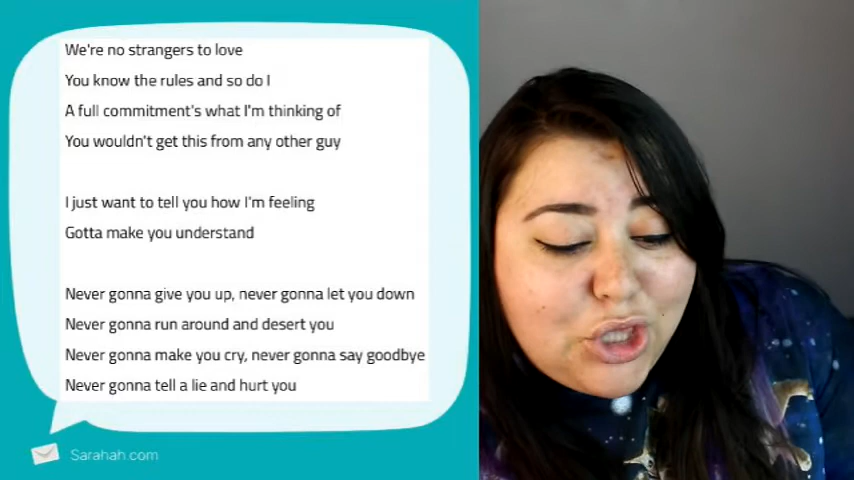 We're no strangers to love
You know the rules and so do I
A full commitment's what I'm thinking of
You wouldn't get this from any other guy
I just want to tell you how I'm feeling
Gotta make you understand
Never gonna give you up, never gonna let you down
Never gonna run around and desert you
Never gonna make you cry, never gonna say goodbye
Never gonna tell a lie and hurt you
Sarahah.com